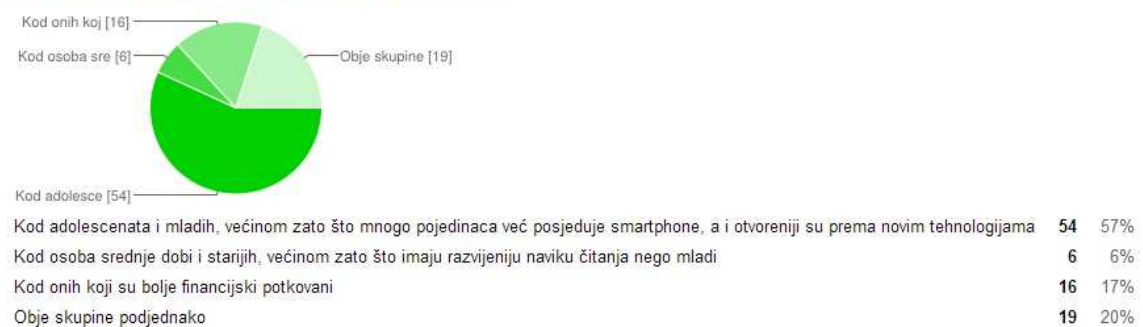 Kod onih koj [16]
Kod osoba sre [6]
Obje skupine [19]
Kod adolesce [54]
Kod adolescenata i mladih, većinom zato što mnogo pojedinaca već posjeduje smartphone, a i otvoreniji su prema novim tehnologijama 54 57%
Kod osoba srednje dobi i starijih, većinom zato što imaju razvijeniju naviku čitanja nego mladi 6 6%
Kod onih koji su bolje financijski potkovani 16 17%
Obje skupine podjednako 19 20%